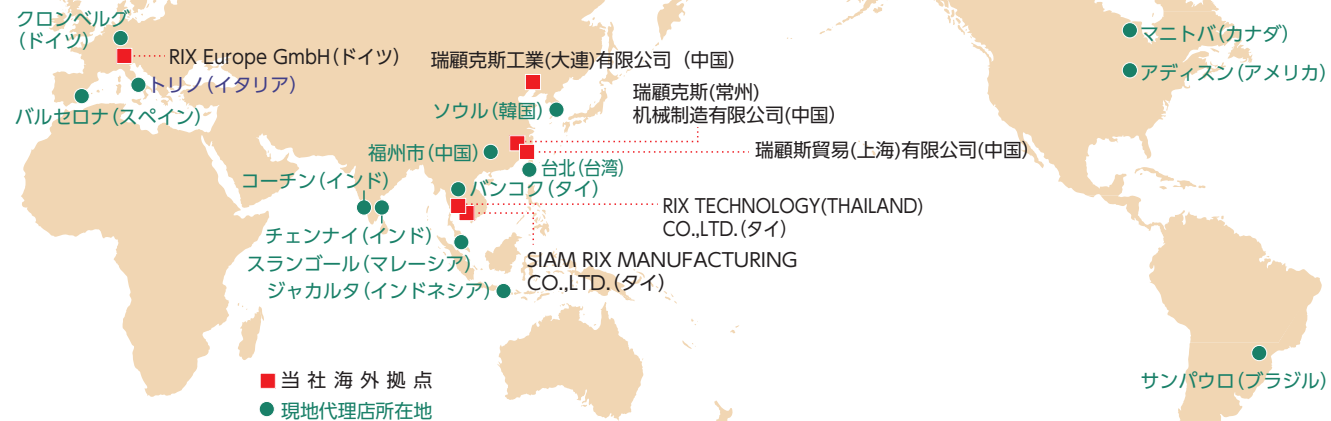 クロンベルグ
(ドイツ)
RIX Europe GmbH(ドイツ)
トリノ(イタリア)
バルセロナ(スペイン)
瑞顧克斯工業(大連)有限公司 (中国)
瑞顧克斯(常州)
机械制造有限公司(中国)
ソウル(韓国)
福州市(中国)
瑞顧斯貿易(上海)有限公司(中国)
台北(台湾)
コーチン(インド)
バンコク(タイ)
RIX TECHNOLOGY(THAILAND)
CO.,LTD.(タイ)
チェンナイ(インド)
スランゴール(マレーシア)
SIAM RIX MANUFACTURING
CO.,LTD.(タイ)
ジャカルタ(インドネシア)
マニトバ(カナダ)
アディスン(アメリカ)
サンパウロ(ブラジル)
当社海外拠点
現地代理店所在地